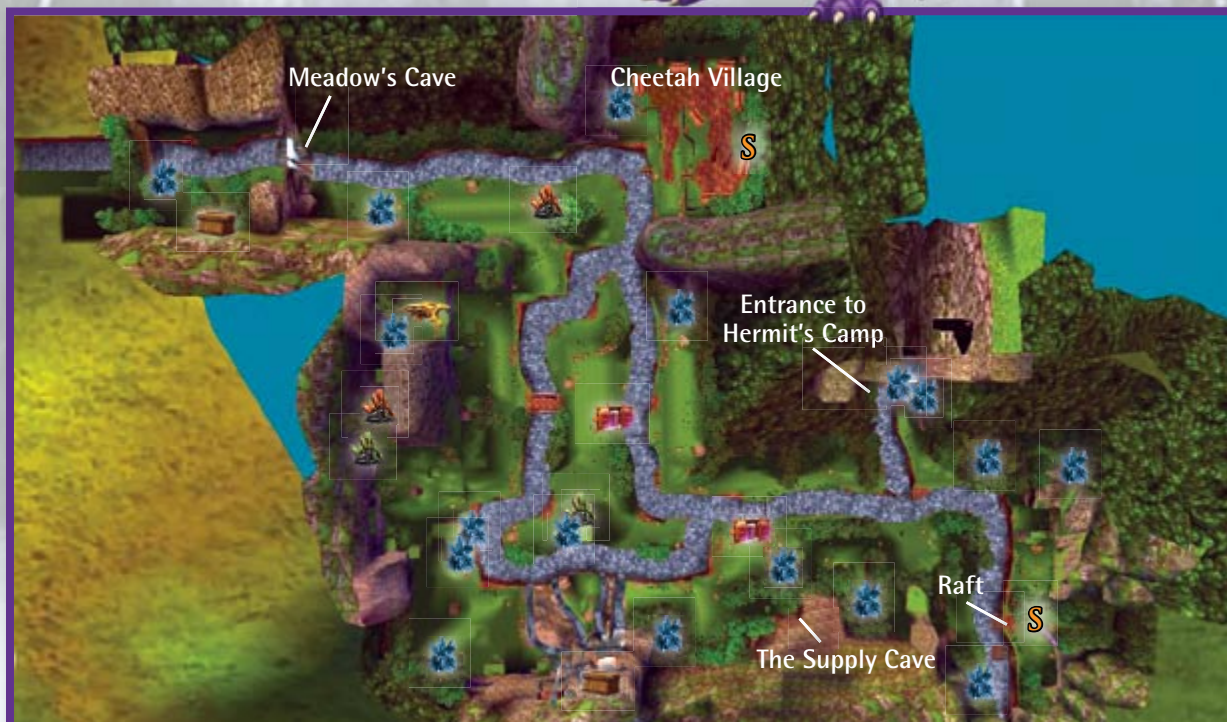 Meadow's Cave
Cheetah Village
S
Entrance to
Hermit's Camp
Raft
S
The Supply Cave